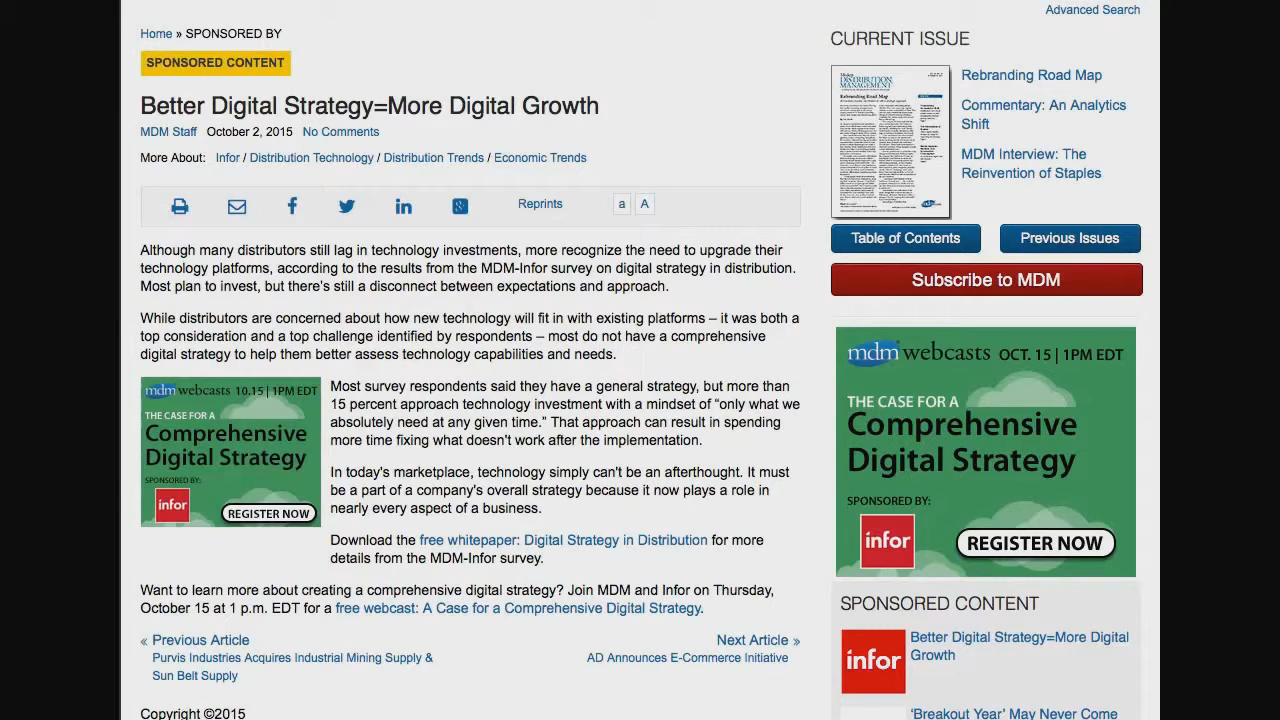 Advanced Search
Home » SPONSORED BY
SPONSORED CONTENT
Better Digital Strategy=More Digital Growth
MDM Staff October 2, 2015 No Comments
More About: Infor / Distribution Technology / Distribution Trends / Economic Trends
Reprints a A
Although many distributors still lag in technology investments, more recognize the need to upgrade their
technology platforms, according to the results from the MDM-Infor survey on digital strategy in distribution.
Most plan to invest, but there's still a disconnect between expectations and approach.
While distributors are concerned about how new technology will fit in with existing platforms – it was both a
top consideration and a top challenge identified by respondents – most do not have a comprehensive
digital strategy to help them better assess technology capabilities and needs.
mdm webcasts 10.15 | 1PM EDT
THE CASE FOR A
Comprehensive
Digital Strategy
SPONSORED BY:
infor
REGISTER NOW
Most survey respondents said they have a general strategy, but more than
15 percent approach technology investment with a mindset of “only what we
absolutely need at any given time.” That approach can result in spending
more time fixing what doesn't work after the implementation.
In today's marketplace, technology simply can't be an afterthought. It must
be a part of a company's overall strategy because it now plays a role in
nearly every aspect of a business.
Download the free whitepaper: Digital Strategy in Distribution for more
details from the MDM-Infor survey.
Want to learn more about creating a comprehensive digital strategy? Join MDM and Infor on Thursday,
October 15 at 1 p.m. EDT for a free webcast: A Case for a Comprehensive Digital Strategy.
« Previous Article
Purvis Industries Acquires Industrial Mining Supply &
Sun Belt Supply
Next Article »
AD Announces E-Commerce Initiative
Copyright ©2015
CURRENT ISSUE
DISTRIBUTION
MANAGEMENT
Rebranding Road Map
Rebranding Road Map
Commentary: An Analytics
Shift
MDM Interview: The
Reinvention of Staples
Table of Contents
Previous Issues
Subscribe to MDM
mdm webcasts OCT. 15 | 1PM EDT
THE CASE FOR A
Comprehensive
Digital Strategy
SPONSORED BY:
infor
REGISTER NOW
SPONSORED CONTENT
infor
Better Digital Strategy=More Digital
Growth
‘Breakout Year’ May Never Come